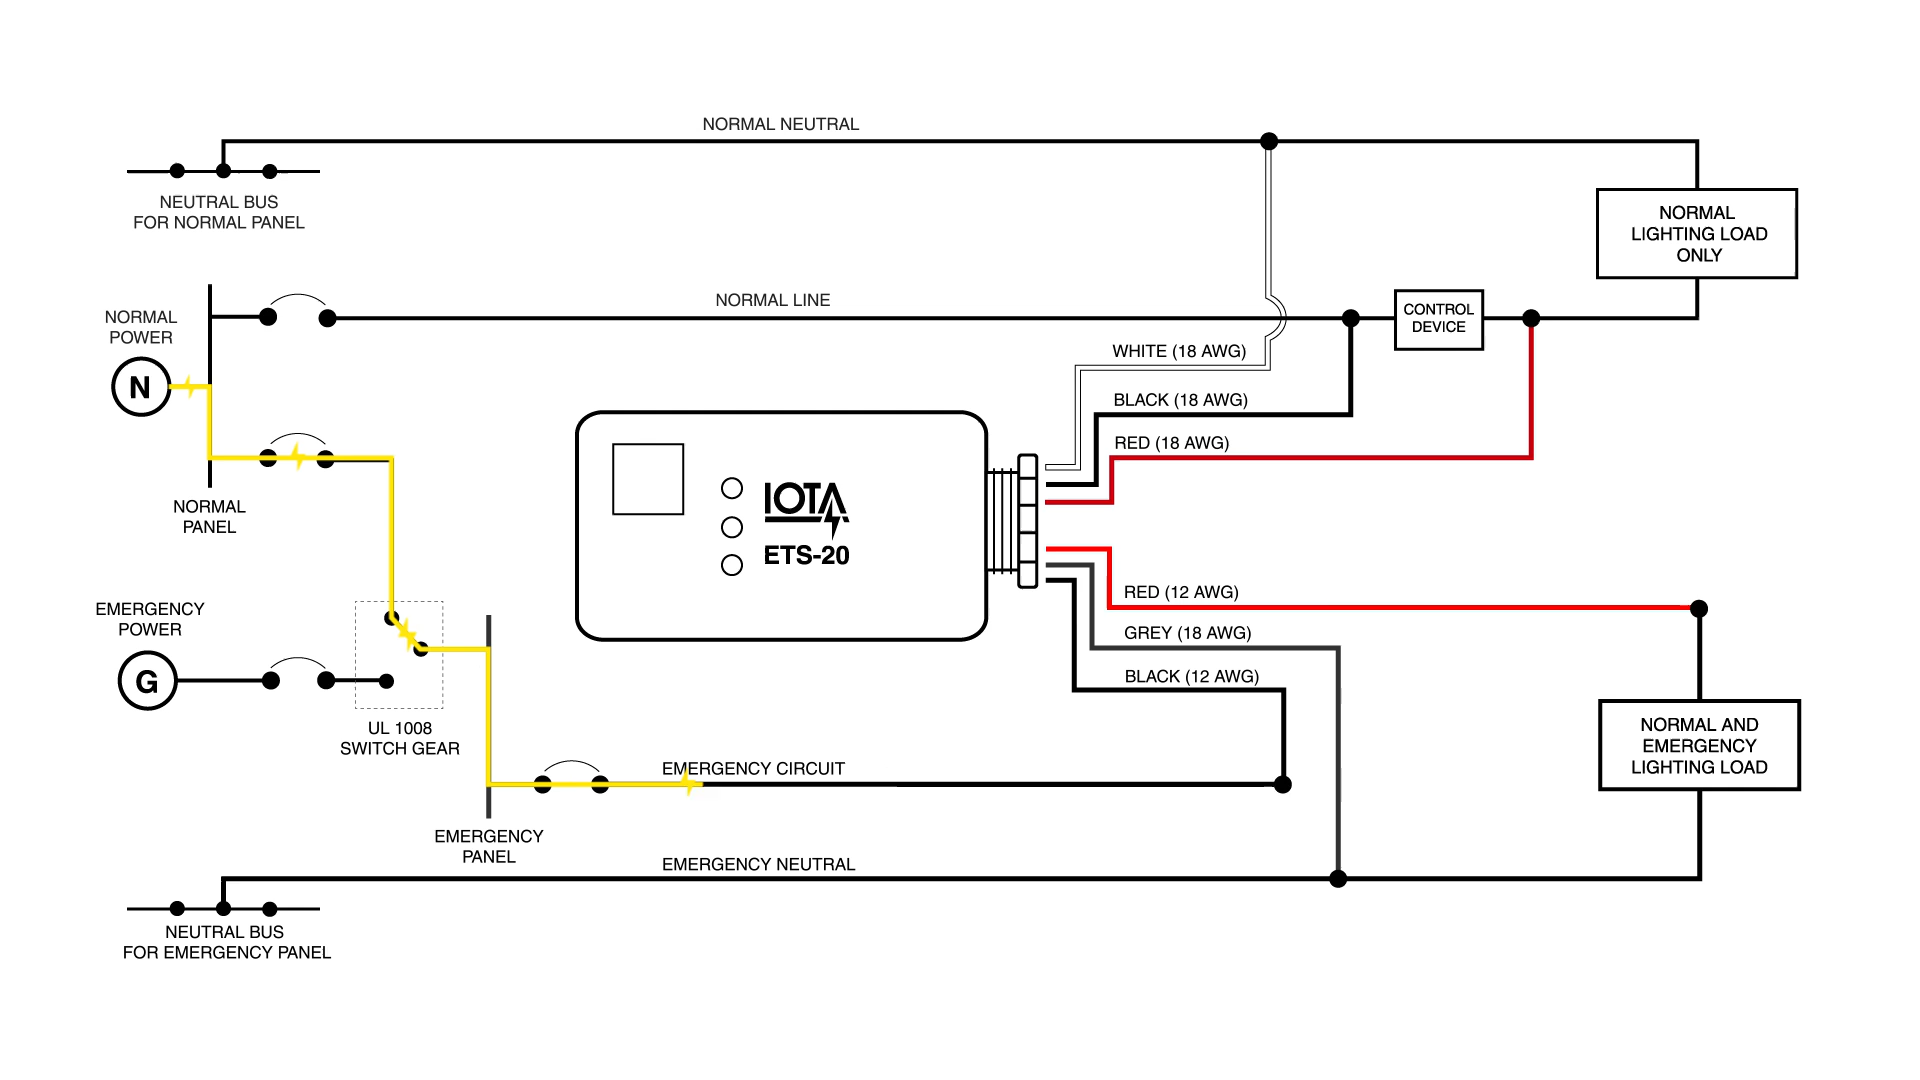 NORMAL NEUTRAL
NEUTRAL BUS
FOR NORMAL PANEL
NORMAL
LIGHTING LOAD
ONLY
NORMAL LINE
NORMAL
POWER
CONTROL
DEVICE
N
WHITE (18 AWG)
BLACK (18 AWG)
RED (18 AWG)
NORMAL
PANEL
IOTA
ETS-20
EMERGENCY
POWER
G
RED (12 AWG)
GREY (18 AWG)
BLACK (12 AWG)
UL 1008
SWITCH GEAR
NORMAL AND
EMERGENCY
LIGHTING LOAD
EMERGENCY CIRCUIT
EMERGENCY
PANEL
EMERGENCY NEUTRAL
NEUTRAL BUS
FOR EMERGENCY PANEL